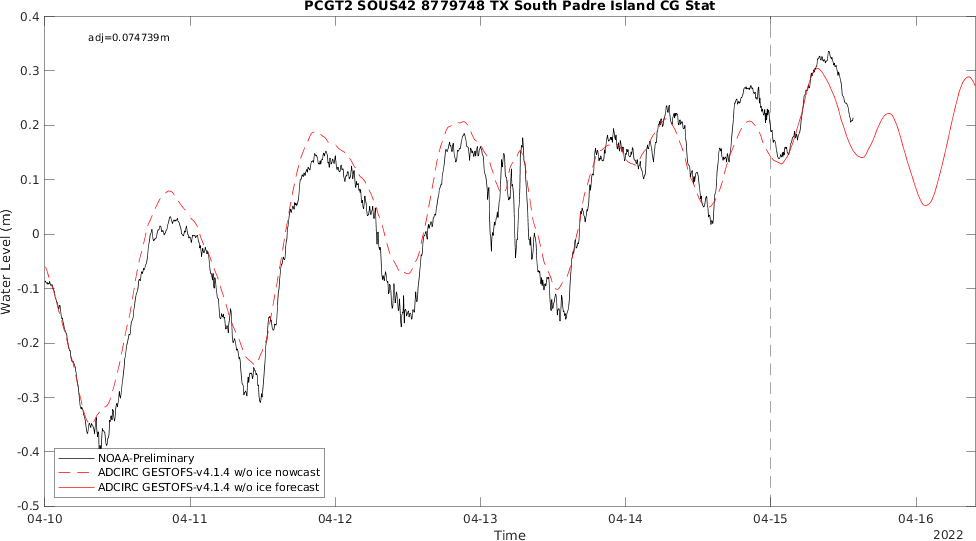 PCGT2 SOUS42 8779748 TX South Padre Island CG Stat
adj=0.074739m
0.4
0.3
0.2
0.1
0
-0.1
-0.2
-0.3
-0.4
-0.5
Water Level (m)
NOAA-Preliminary
ADCIRC GESTOFS-v4.1.4 w/o ice nowcast
ADCIRC GESTOFS-v4.1.4 w/o ice forecast
04-10 04-11 04-12 04-13 04-14 04-15 04-16
Time
2022